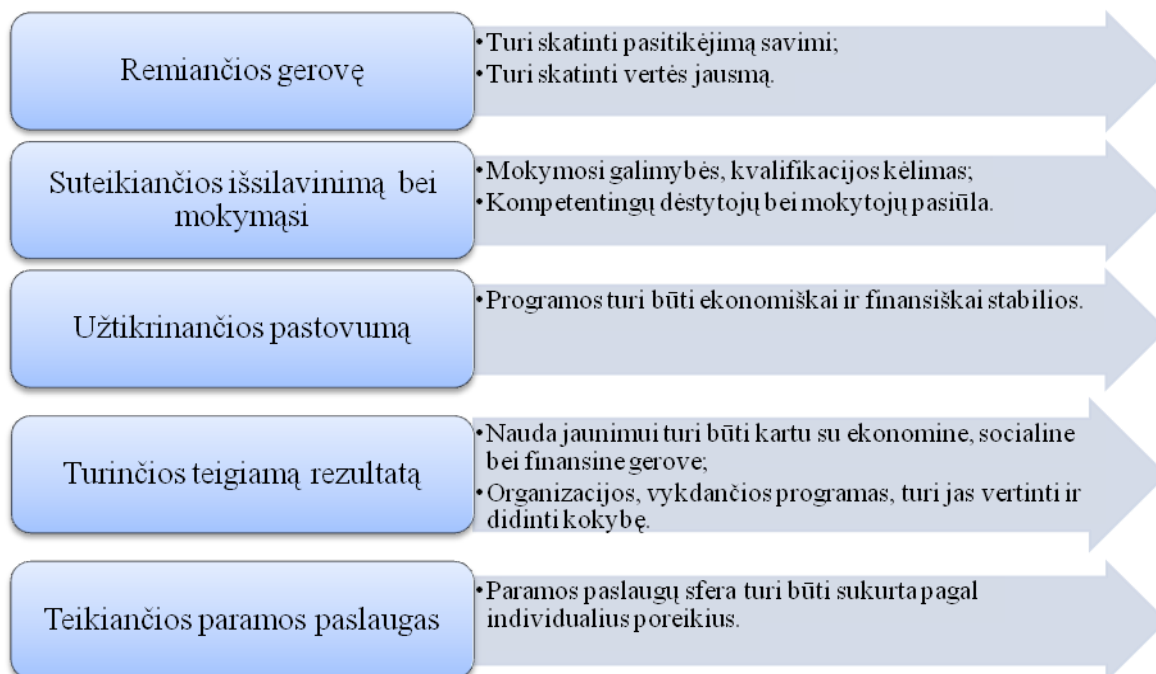 Remiančios gerovę
•Turi skatinti pasitikėjimą savimi;
•Turi skatinti vertės jausmą.
Suteikiančios išsilavinimą bei
mokymąsi
•Mokymosi galimybės, kvalifikacijos kėlimas;
•Kompetentingų dėstytojų bei mokytojų pasiūla.
Užtikrinančios pastovumą
•Programos turi būti ekonomiškai ir finansiškai stabilios.
Turinčios teigiamą rezultatą
•Nauda jaunimui turi būti kartu su ekonomine, socialine
bei finansine gerove;
•Organizacijos, vykdančios programas, turi jas vertinti ir
didinti kokybę.
Teikiančios paramos paslaugas
•Paramos paslaugų sfera turi būti sukurta pagal
individualius poreikius.